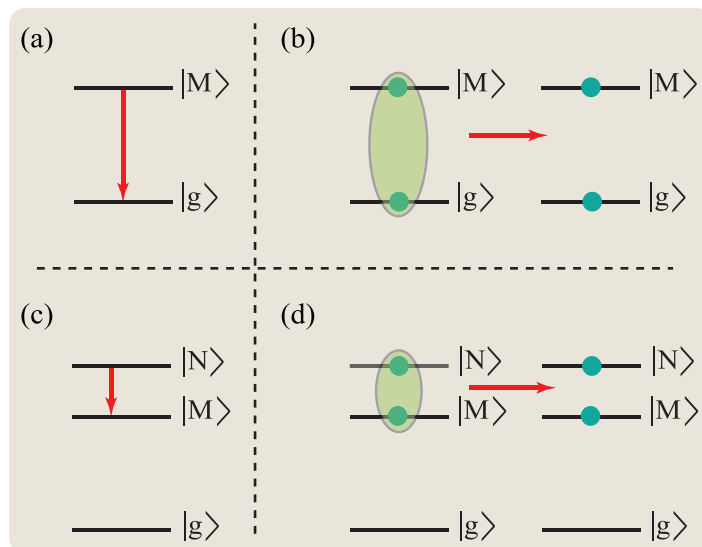 (a)
|M⟩
|g⟩
(b)
|M⟩ |M⟩
|g⟩ |g⟩
(c)
|N⟩
|M⟩
|g⟩
(d)
|N⟩ |N⟩
|M⟩ |M⟩
|g⟩ |g⟩